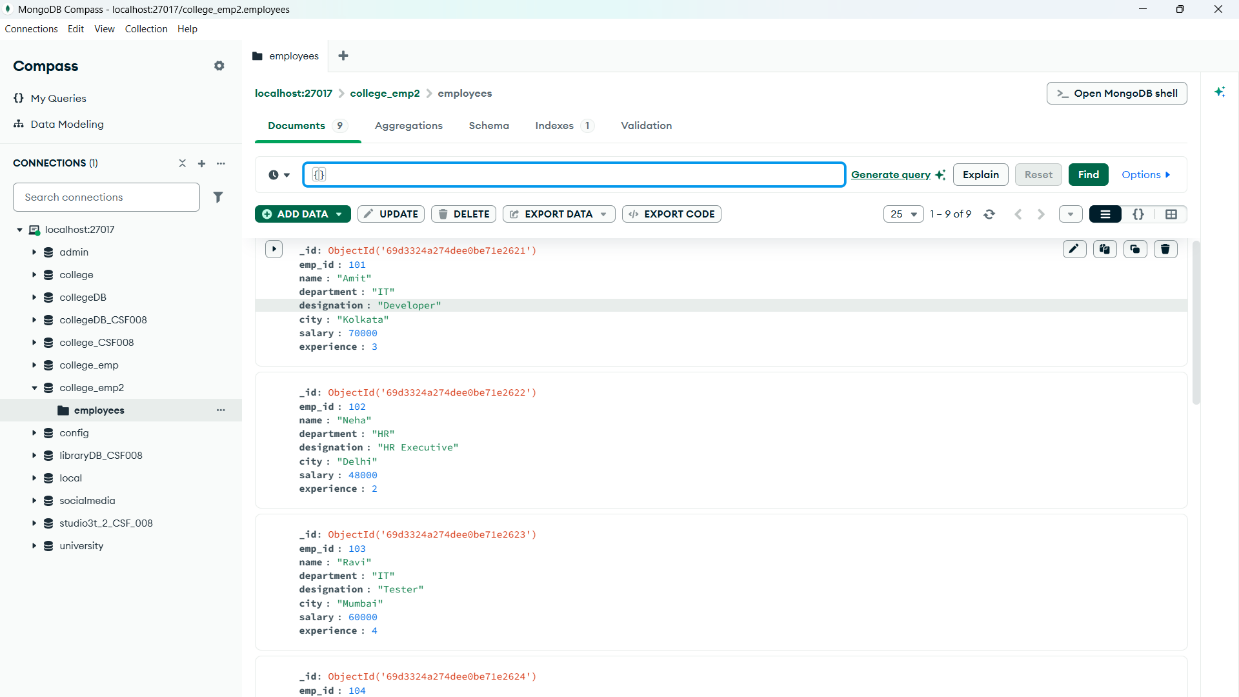 MongoDB Compass - localhost:27017/college_emp2.employees
Connections Edit View Collection Help
Compass
{} My Queries
Data Modeling
CONNECTIONS (1)
Search connections
localhost:27017
admin
college
collegeDB
collegeDB_CSF008
college_CSF008
college_emp
college_emp2
employees
config
libraryDB_CSF008
local
socialmedia
studio3t_2_CSF_008
university
employees
localhost:27017 > college_emp2 > employees
>_ Open MongoDB shell
Documents 9 Aggregations Schema Indexes 1 Validation
{} Generate query Explain Reset Find Options
ADD DATA UPDATE DELETE EXPORT DATA </> EXPORT CODE 25 1 – 9 of 9 {}
_id: ObjectId('69d3324a274dee0be71e2621')
emp_id : 101
name : "Amit"
department : "IT"
designation : "Developer"
city : "Kolkata"
salary : 70000
experience : 3
_id: ObjectId('69d3324a274dee0be71e2622')
emp_id : 102
name : "Neha"
department : "HR"
designation : "HR Executive"
city : "Delhi"
salary : 48000
experience : 2
_id: ObjectId('69d3324a274dee0be71e2623')
emp_id : 103
name : "Ravi"
department : "IT"
designation : "Tester"
city : "Mumbai"
salary : 60000
experience : 4
_id: ObjectId('69d3324a274dee0be71e2624')
emp_id : 104